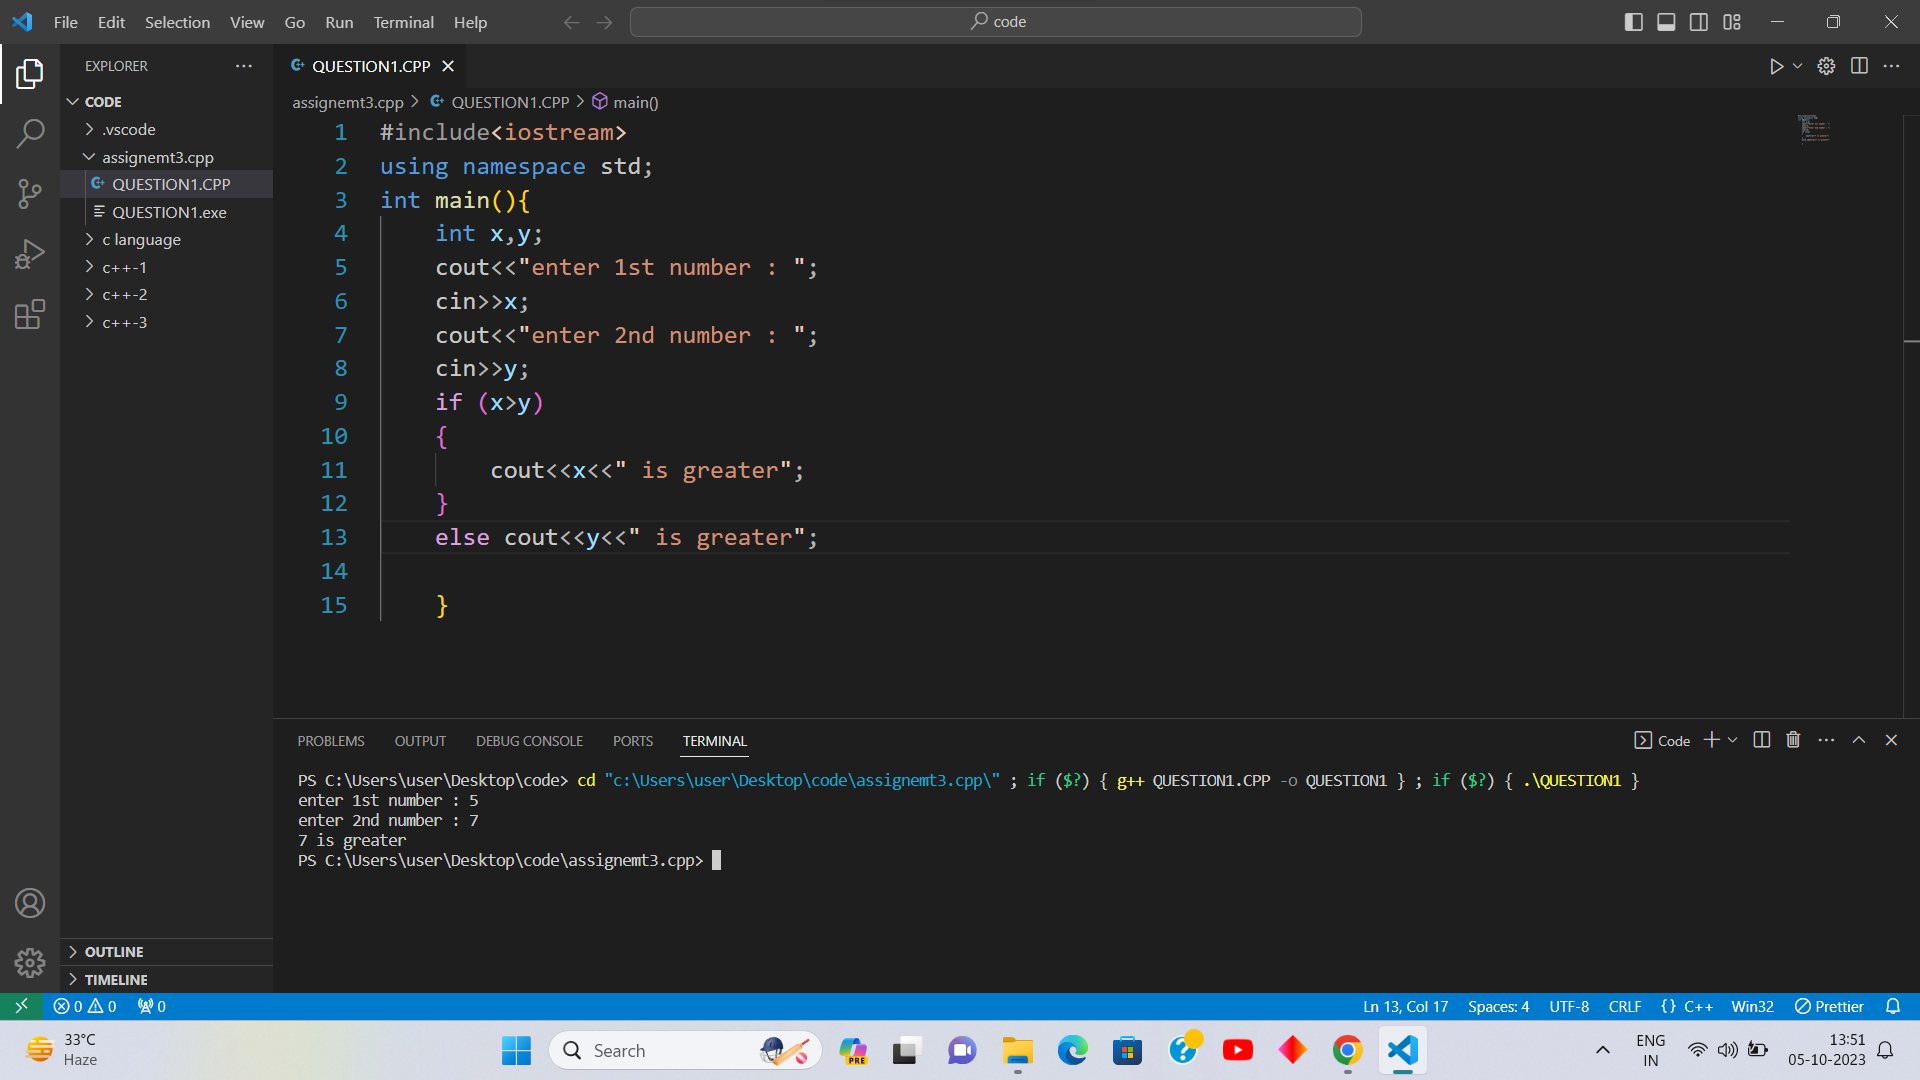 File Edit Selection View Go Run Terminal Help
code
EXPLORER
CODE
.vscode
assignemt3.cpp
QUESTION1.CPP
QUESTION1.exe
c language
c++-1
c++-2
c++-3
OUTLINE
TIMELINE
QUESTION1.CPP
assignemt3.cpp > QUESTION1.CPP > main()
1 #include<iostream>
2 using namespace std;
3 int main(){
4 int x,y;
5 cout<<"enter 1st number : ";
6 cin>>x;
7 cout<<"enter 2nd number : ";
8 cin>>y;
9 if (x>y)
10 {
11 cout<<x<<" is greater";
12 }
13 else cout<<y<<" is greater";
14
15 }
PROBLEMS OUTPUT DEBUG CONSOLE PORTS TERMINAL
Code
PS C:\Users\user\Desktop\code> cd "c:\Users\user\Desktop\code\assignemt3.cpp\" ; if ($?) { g++ QUESTION1.CPP -o QUESTION1 } ; if ($?) { .\QUESTION1 }
enter 1st number : 5
enter 2nd number : 7
7 is greater
PS C:\Users\user\Desktop\code\assignemt3.cpp>
0 0 0
Ln 13, Col 17 Spaces: 4 UTF-8 CRLF {} C++ Win32 Prettier
33°C
Haze
Search
PRE
ENG
IN
13:51
05-10-2023